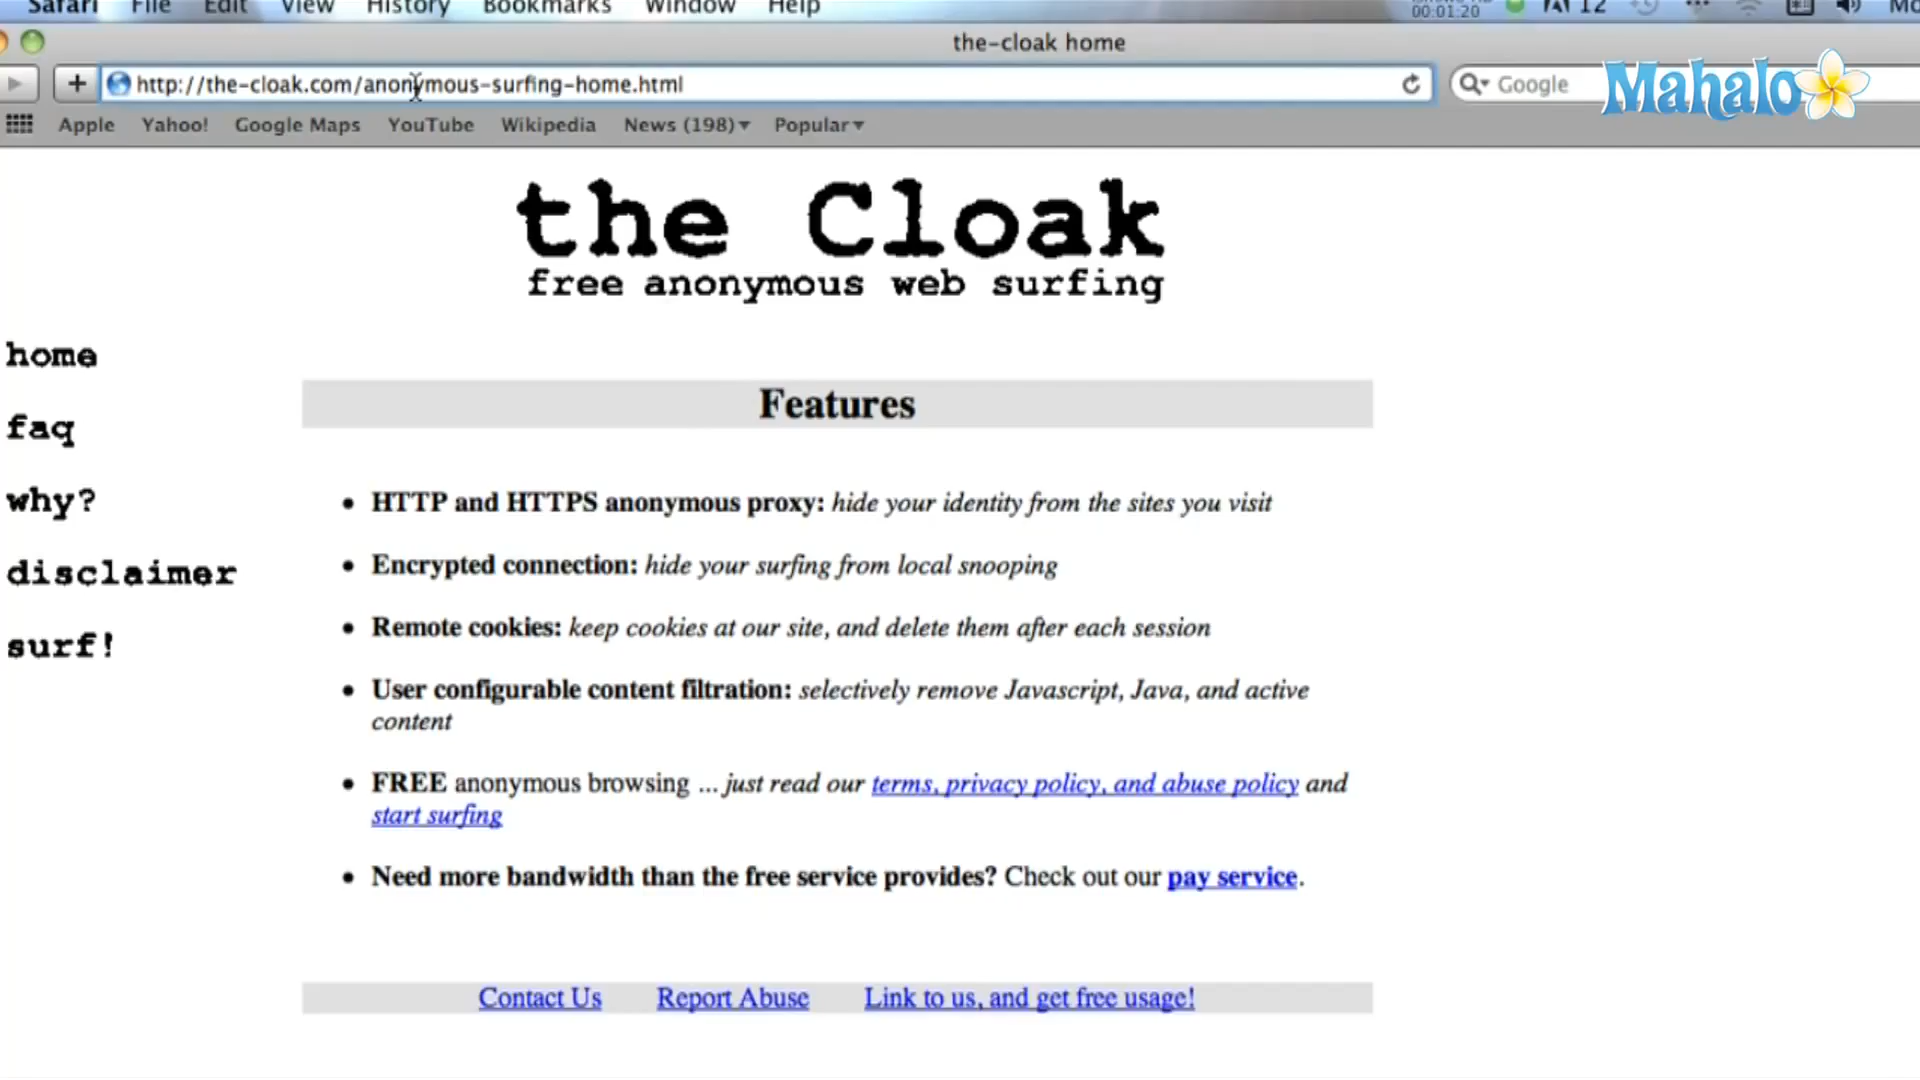 Safari File Edit View History Bookmarks Window Help 00:01:20 12
the-cloak home
http://the-cloak.com/anonymous-surfing-home.html Google Mahalo
Apple Yahoo! Google Maps YouTube Wikipedia News (198) Popular
the Cloak
free anonymous web surfing
home
faq
why?
disclaimer
surf!
Features
HTTP and HTTPS anonymous proxy: hide your identity from the sites you visit
Encrypted connection: hide your surfing from local snooping
Remote cookies: keep cookies at our site, and delete them after each session
User configurable content filtration: selectively remove Javascript, Java, and active
content
FREE anonymous browsing ... just read our terms, privacy policy, and abuse policy and
start surfing
Need more bandwidth than the free service provides? Check out our pay service.
Contact Us Report Abuse Link to us, and get free usage!